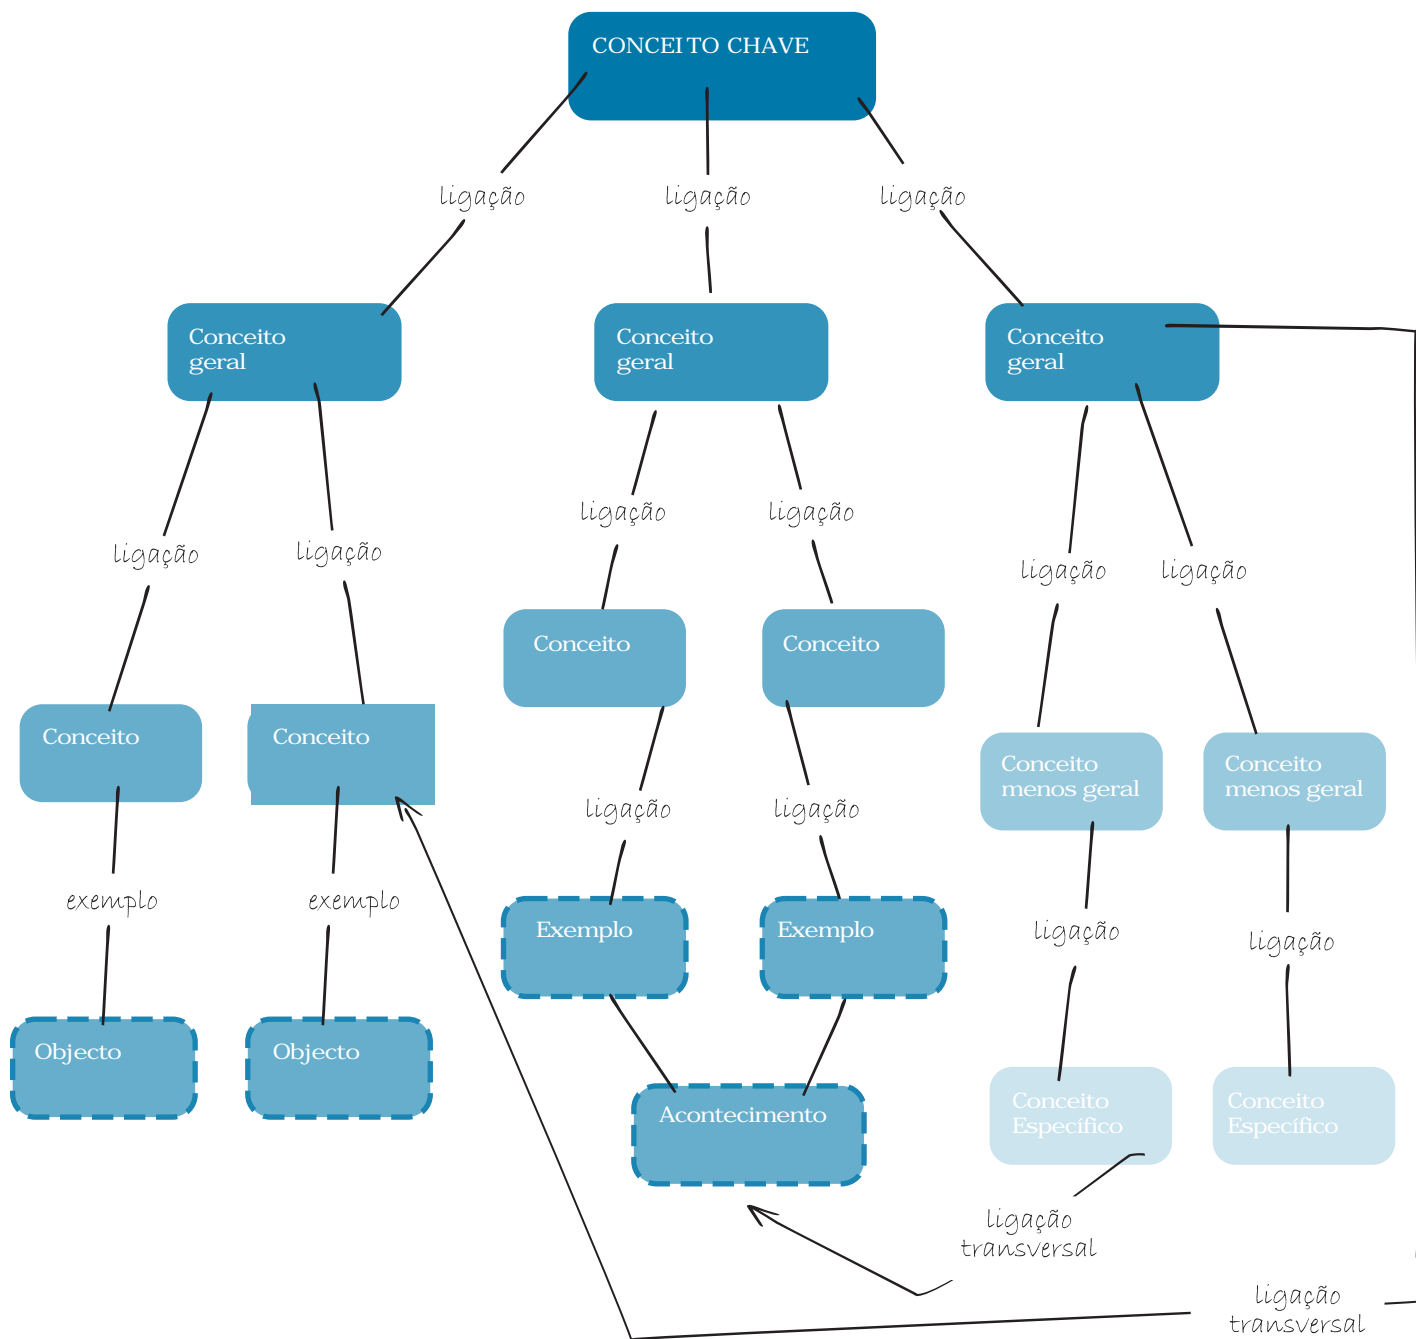 CONCEITO CHAVE
ligação
ligação
ligação
Conceito
geral
Conceito
geral
Conceito
geral
ligação
ligação
ligação
ligação
ligação
ligação
Conceito
Conceito
Conceito
Conceito
Conceito
menos geral
Conceito
menos geral
ligação
ligação
exemplo
exemplo
Exemplo
Exemplo
ligação
ligação
Objecto
Objecto
Acontecimento
Conceito
Específico
Conceito
Específico
ligação
transversal
ligação
transversal